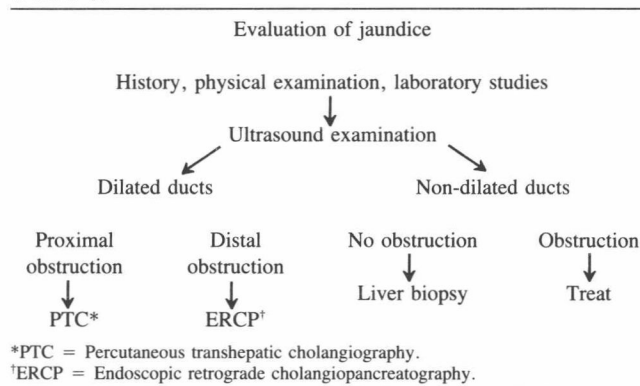 Evaluation of jaundice
History, physical examination, laboratory studies
Ultrasound examination
Dilated ducts Non-dilated ducts
Proximal obstruction Distal obstruction No obstruction Obstruction
PTC* ERCP† Liver biopsy Treat
*PTC = Percutaneous transhepatic cholangiography.
†ERCP = Endoscopic retrograde cholangiopancreatography.